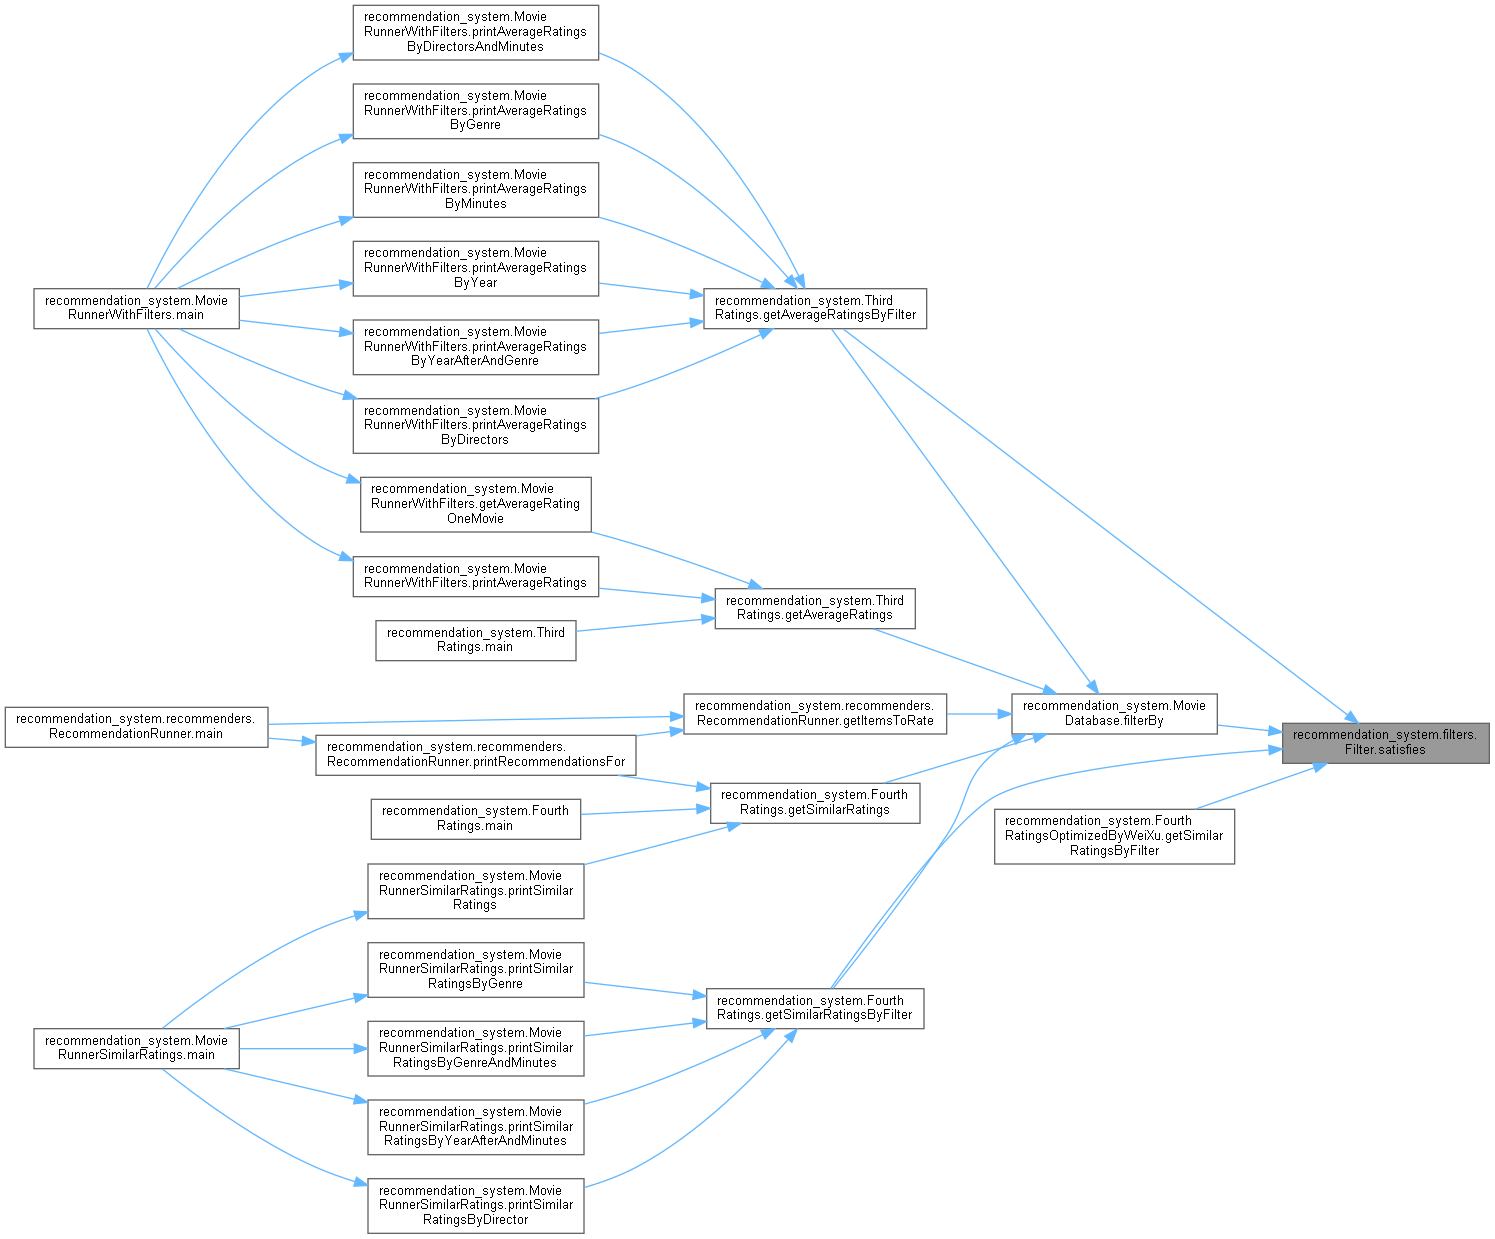 recommendation_system.Movie
RunnerWithFilters.printAverageRatings
ByDirectorsAndMinutes
recommendation_system.Movie
RunnerWithFilters.printAverageRatings
ByGenre
recommendation_system.Movie
RunnerWithFilters.printAverageRatings
ByMinutes
recommendation_system.Movie
RunnerWithFilters.printAverageRatings
ByYear
recommendation_system.Movie
RunnerWithFilters.main
recommendation_system.Third
Ratings.getAverageRatingsByFilter
recommendation_system.Movie
RunnerWithFilters.printAverageRatings
ByYearAfterAndGenre
recommendation_system.Movie
RunnerWithFilters.printAverageRatings
ByDirectors
recommendation_system.Movie
RunnerWithFilters.getAverageRating
OneMovie
recommendation_system.Movie
RunnerWithFilters.printAverageRatings
recommendation_system.Third
Ratings.getAverageRatings
recommendation_system.Third
Ratings.main
recommendation_system.recommenders.
RecommendationRunner.getItemsToRate
recommendation_system.Movie
Database.filterBy
recommendation_system.recommenders.
RecommendationRunner.main
recommendation_system.filters.
Filter.satisfies
recommendation_system.recommenders.
RecommendationRunner.printRecommendationsFor
recommendation_system.Fourth
Ratings.getSimilarRatings
recommendation_system.Fourth
Ratings.main
recommendation_system.Fourth
RatingsOptimizedByWeiXu.getSimilar
RatingsByFilter
recommendation_system.Movie
RunnerSimilarRatings.printSimilar
Ratings
recommendation_system.Movie
RunnerSimilarRatings.printSimilar
RatingsByGenre
recommendation_system.Fourth
Ratings.getSimilarRatingsByFilter
recommendation_system.Movie
RunnerSimilarRatings.main
recommendation_system.Movie
RunnerSimilarRatings.printSimilar
RatingsByGenreAndMinutes
recommendation_system.Movie
RunnerSimilarRatings.printSimilar
RatingsByYearAfterAndMinutes
recommendation_system.Movie
RunnerSimilarRatings.printSimilar
RatingsByDirector